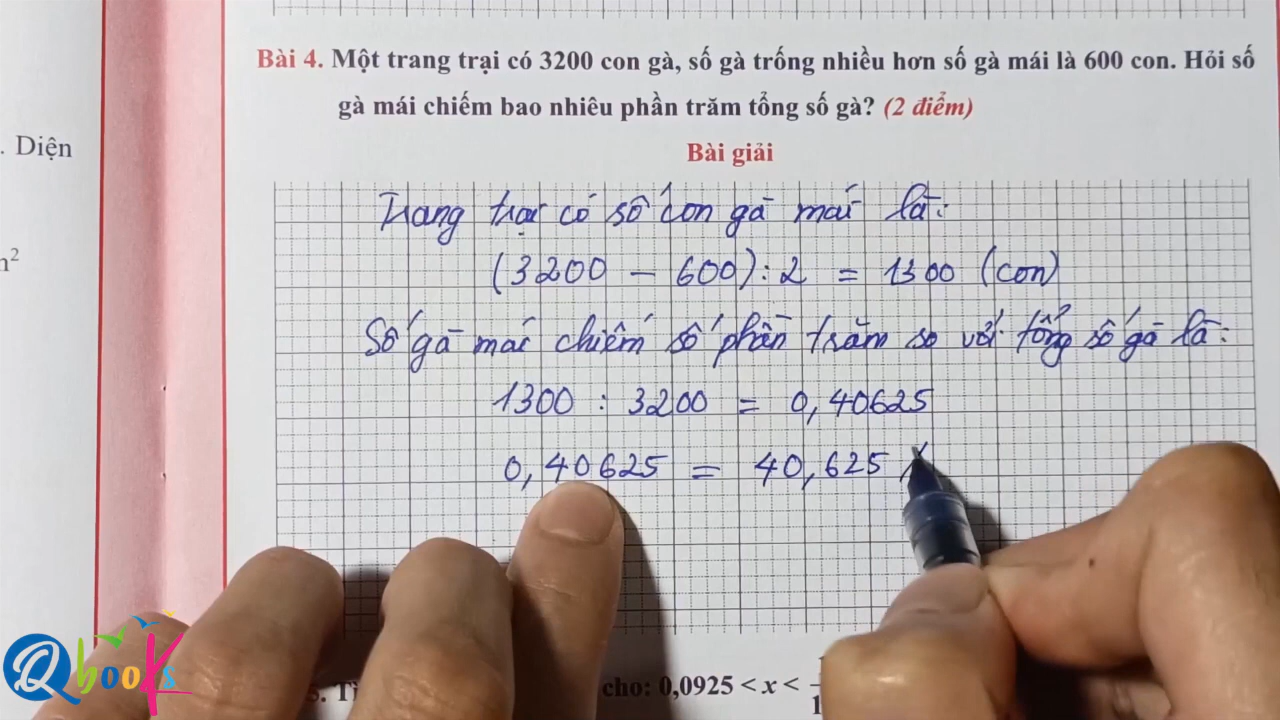 Bài 4. Một trang trại có 3200 con gà, số gà trống nhiều hơn số gà mái là 600 con. Hỏi số
gà mái chiếm bao nhiêu phần trăm tổng số gà? (2 điểm)
. Diện
Bài giải
Trang trại có số con gà mái là:
m²
(3200 - 600) : 2 = 1300 (con)
Số gà mái chiếm số phần trăm so với tổng số gà là:
1300 : 3200 = 0,40625
0,40625 = 40,625
Qbooks
cho: 0,0925 < x <